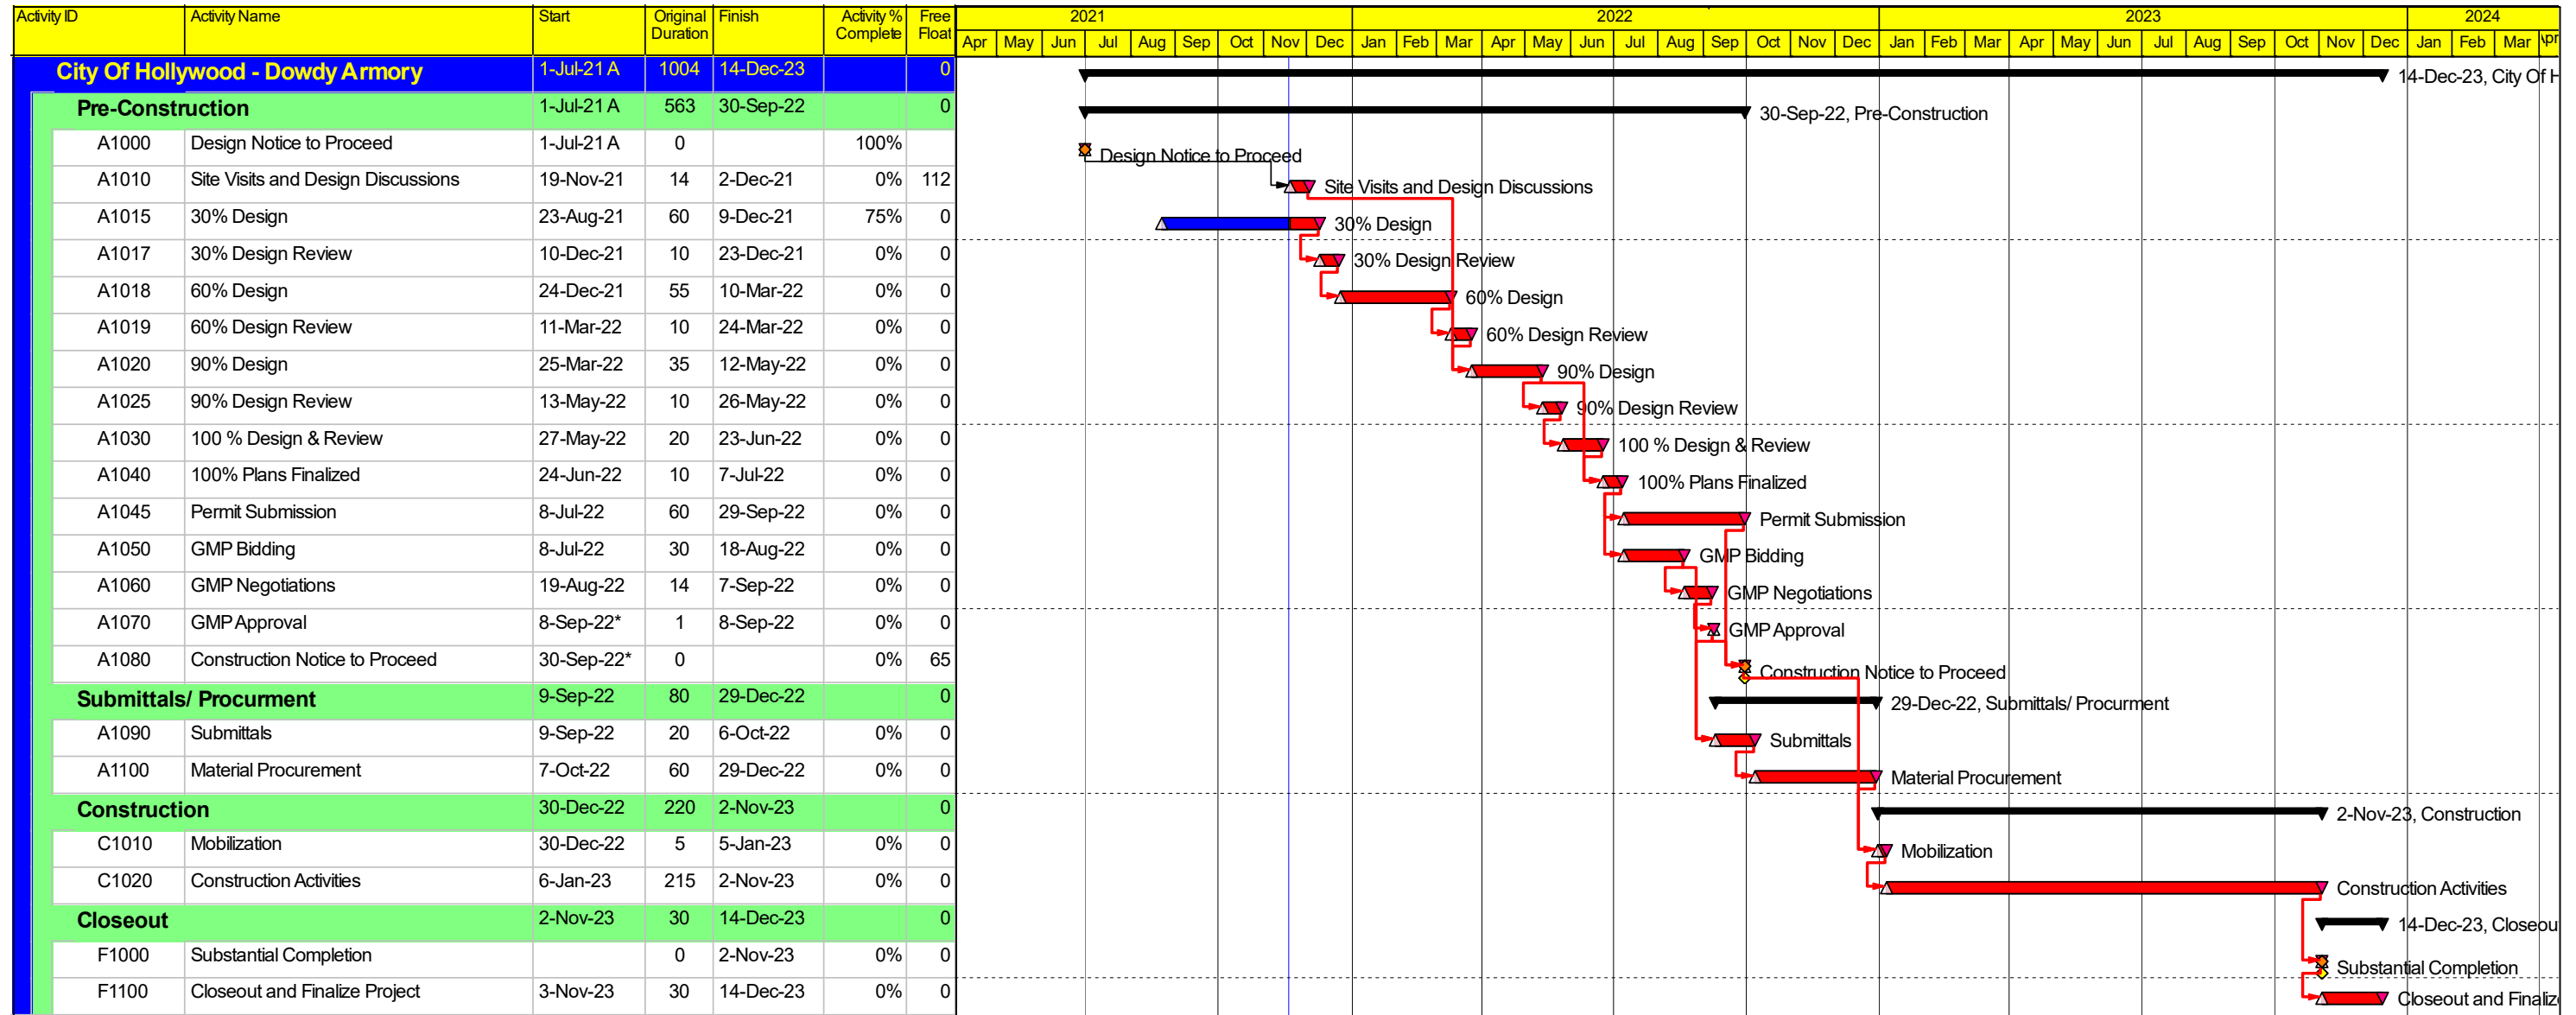 Activity ID Activity Name Start Original Duration Finish Activity % Complete Free Float 2021 2022 2023 2024
Apr May Jun Jul Aug Sep Oct Nov Dec Jan Feb Mar Apr May Jun Jul Aug Sep Oct Nov Dec Jan Feb Mar Apr May Jun Jul Aug Sep Oct Nov Dec Jan Feb Mar Apr
City Of Hollywood - Dowdy Armory 1-Jul-21 A 1004 14-Dec-23 0 14-Dec-23, City Of H
Pre-Construction 1-Jul-21 A 563 30-Sep-22 0 30-Sep-22, Pre-Construction
A1000 Design Notice to Proceed 1-Jul-21 A 0 100% Design Notice to Proceed
A1010 Site Visits and Design Discussions 19-Nov-21 14 2-Dec-21 0% 112 Site Visits and Design Discussions
A1015 30% Design 23-Aug-21 60 9-Dec-21 75% 0 30% Design
A1017 30% Design Review 10-Dec-21 10 23-Dec-21 0% 0 30% Design Review
A1018 60% Design 24-Dec-21 55 10-Mar-22 0% 0 60% Design
A1019 60% Design Review 11-Mar-22 10 24-Mar-22 0% 0 60% Design Review
A1020 90% Design 25-Mar-22 35 12-May-22 0% 0 90% Design
A1025 90% Design Review 13-May-22 10 26-May-22 0% 0 90% Design Review
A1030 100 % Design & Review 27-May-22 20 23-Jun-22 0% 0 100 % Design & Review
A1040 100% Plans Finalized 24-Jun-22 10 7-Jul-22 0% 0 100% Plans Finalized
A1045 Permit Submission 8-Jul-22 60 29-Sep-22 0% 0 Permit Submission
A1050 GMP Bidding 8-Jul-22 30 18-Aug-22 0% 0 GMP Bidding
A1060 GMP Negotiations 19-Aug-22 14 7-Sep-22 0% 0 GMP Negotiations
A1070 GMP Approval 8-Sep-22* 1 8-Sep-22 0% 0 GMP Approval
A1080 Construction Notice to Proceed 30-Sep-22* 0 0% 65 Construction Notice to Proceed
Submittals/ Procurment 9-Sep-22 80 29-Dec-22 0 29-Dec-22, Submittals/ Procurment
A1090 Submittals 9-Sep-22 20 6-Oct-22 0% 0 Submittals
A1100 Material Procurement 7-Oct-22 60 29-Dec-22 0% 0 Material Procurement
Construction 30-Dec-22 220 2-Nov-23 0 2-Nov-23, Construction
C1010 Mobilization 30-Dec-22 5 5-Jan-23 0% 0 Mobilization
C1020 Construction Activities 6-Jan-23 215 2-Nov-23 0% 0 Construction Activities
Closeout 2-Nov-23 30 14-Dec-23 0 14-Dec-23, Closeou
F1000 Substantial Completion 0 2-Nov-23 0% 0 Substantial Completion
F1100 Closeout and Finalize Project 3-Nov-23 30 14-Dec-23 0% 0 Closeout and Finaliz